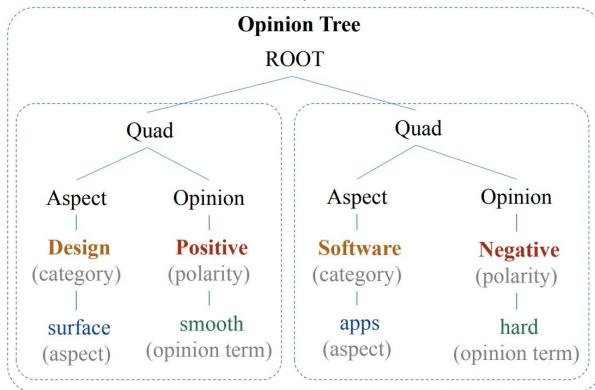 Opinion Tree
ROOT
Quad
Aspect Opinion
Design Positive
(category) (polarity)
surface smooth
(aspect) (opinion term)
Quad
Aspect Opinion
Software Negative
(category) (polarity)
apps hard
(aspect) (opinion term)